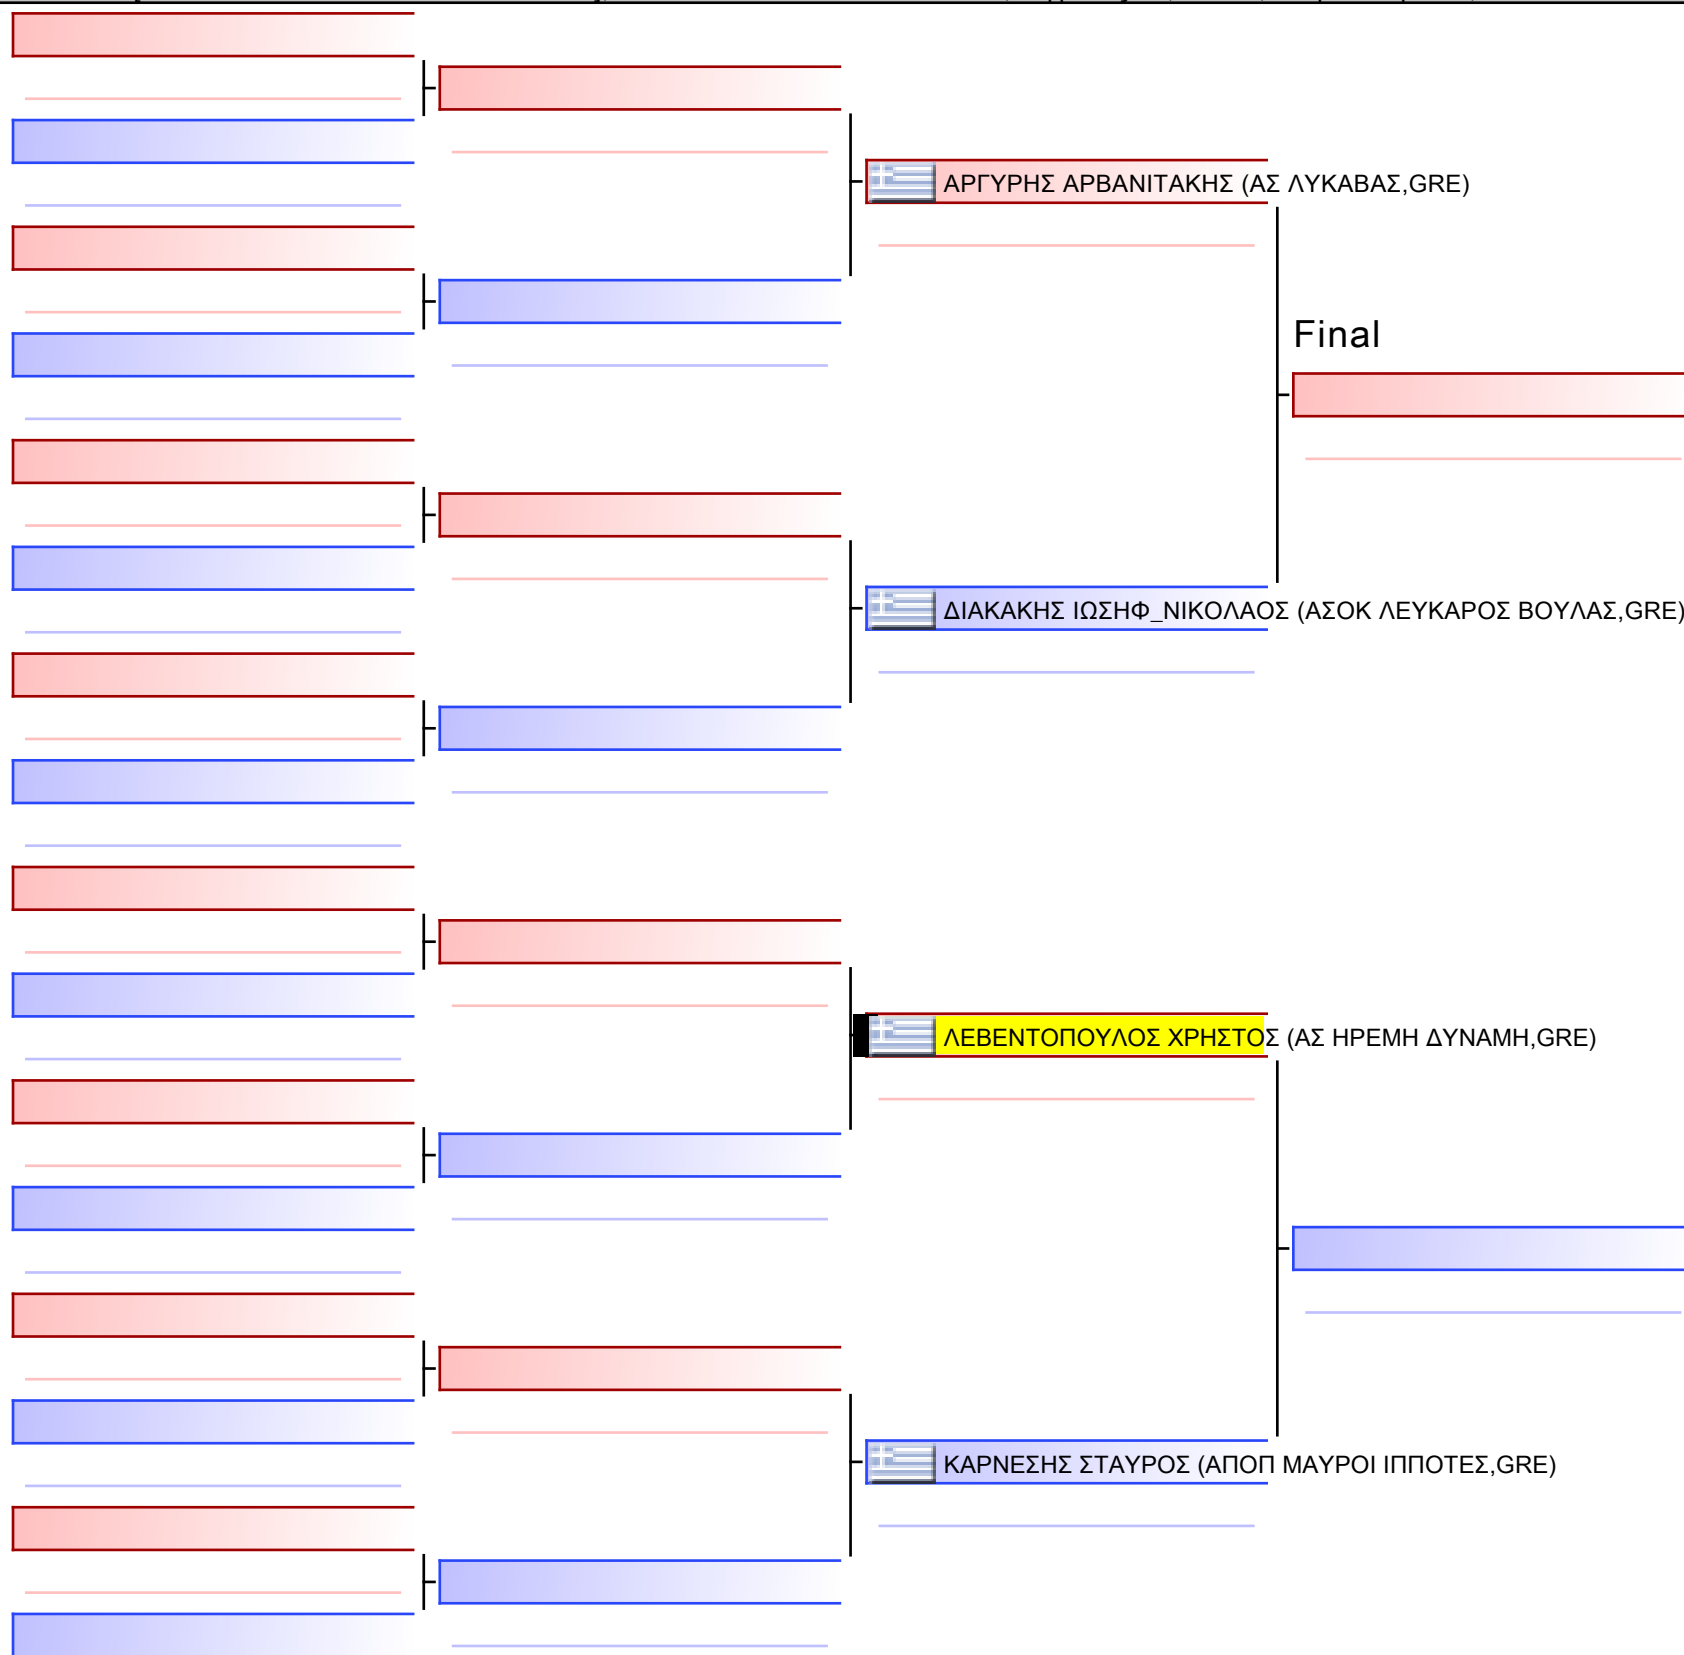 ΑΡΓΥΡΗΣ ΑΡΒΑΝΙΤΑΚΗΣ (ΑΣ ΛΥΚΑΒΑΣ,GRE)
Final
ΔΙΑΚΑΚΗΣ ΙΩΣΗΦ_ΝΙΚΟΛΑΟΣ (ΑΣΟΚ ΛΕΥΚΑΡΟΣ ΒΟΥΛΑΣ,GRE)
ΛΕΒΕΝΤΟΠΟΥΛΟΣ ΧΡΗΣΤΟΣ (ΑΣ ΗΡΕΜΗ ΔΥΝΑΜΗ,GRE)
ΚΑΡΝΕΣΗΣ ΣΤΑΥΡΟΣ (ΑΠΟΠ ΜΑΥΡΟΙ ΙΠΠΟΤΕΣ,GRE)